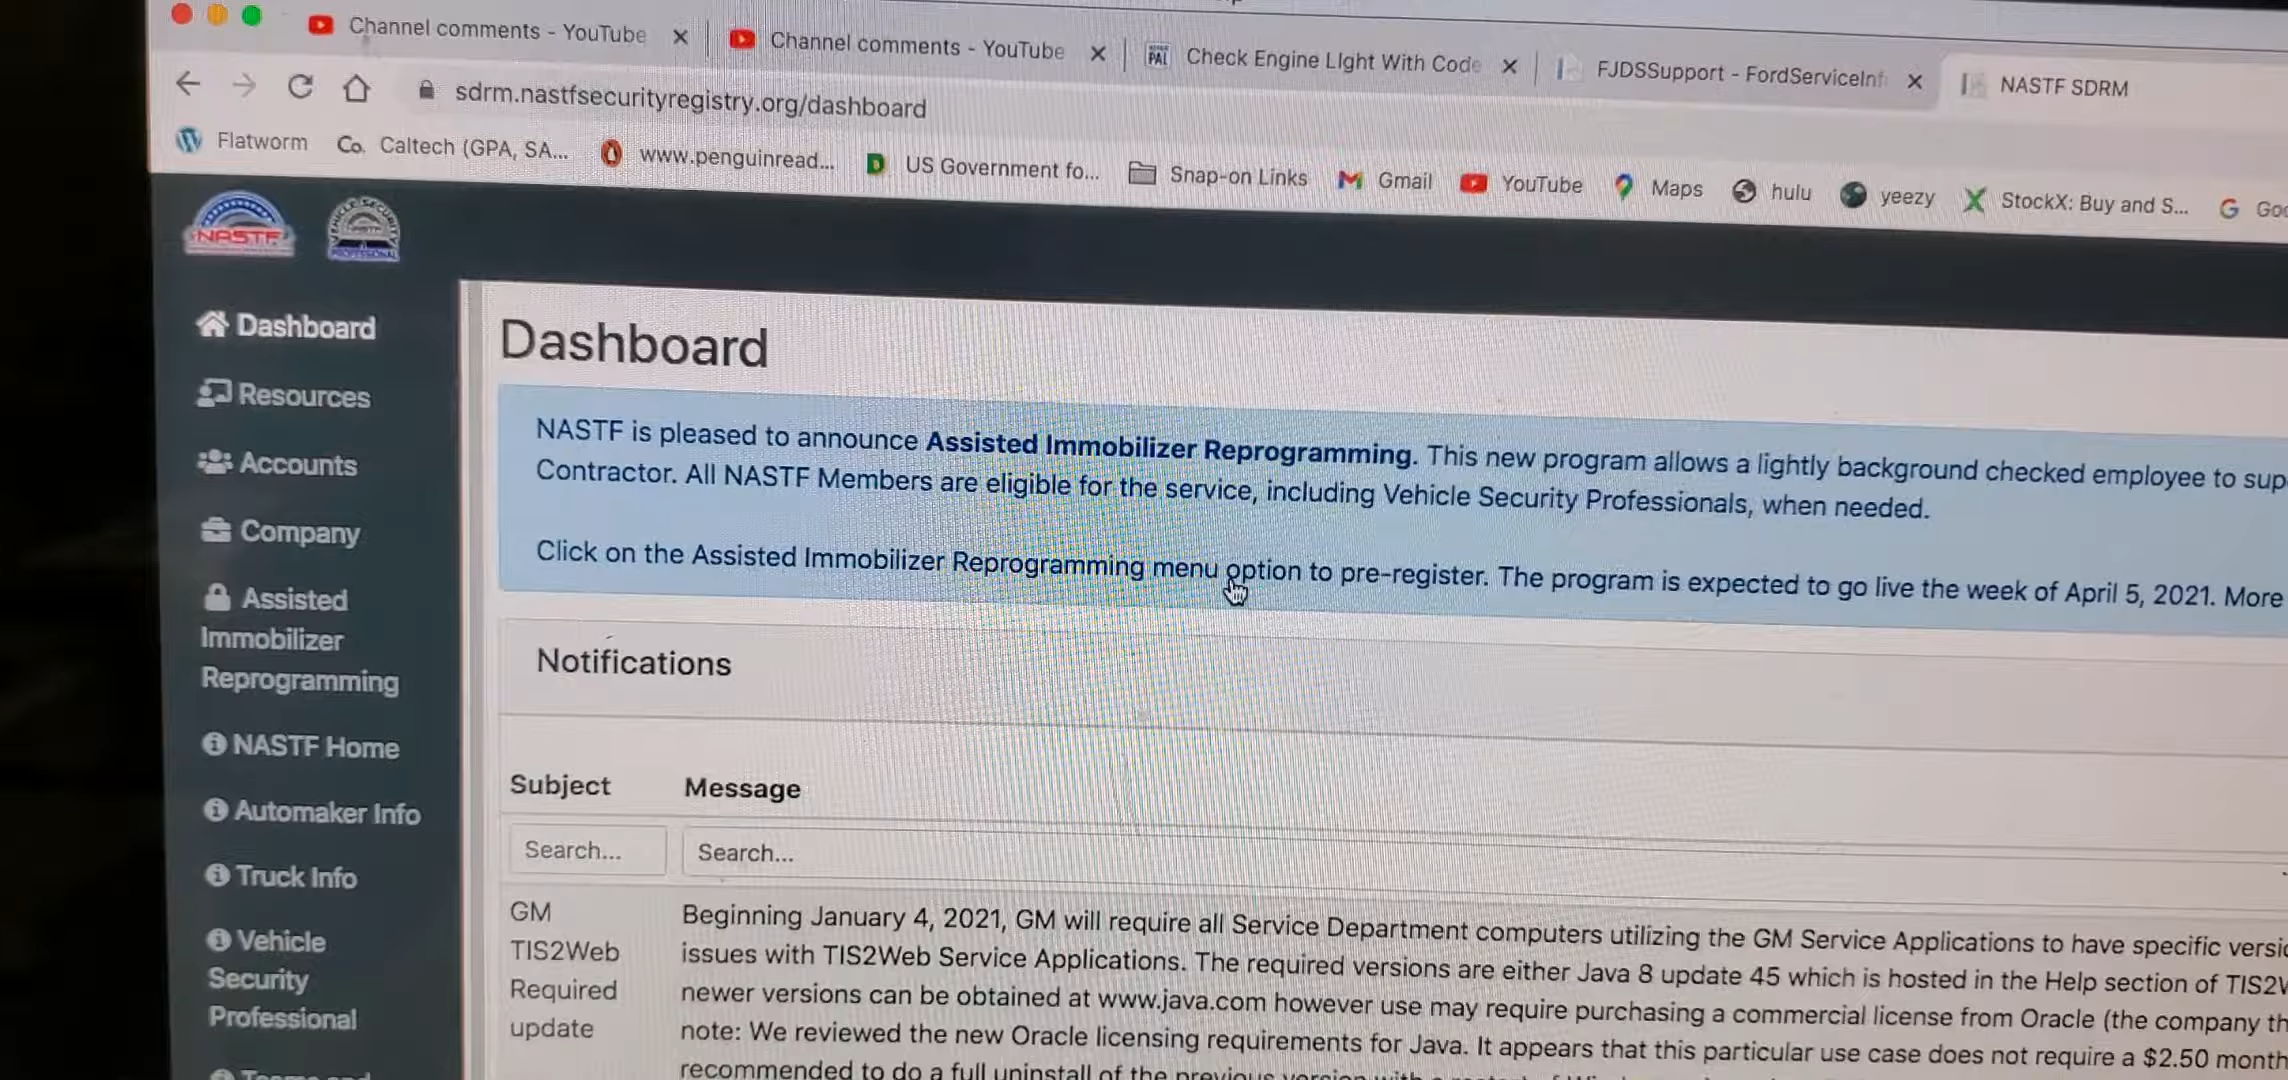 Channel comments - YouTube
Channel comments - YouTube
Check Engine LIght With Code
FJDSSupport - FordServiceInf
NASTF SDRM
sdrm.nastfsecurityregistry.org/dashboard
Flatworm
Co. Caltech (GPA, SA...
www.penguinread...
US Government fo...
Snap-on Links
Gmail
YouTube
Maps
hulu
yeezy
StockX: Buy and S...
NASTF
Dashboard
Resources
Accounts
Company
Assisted
Immobilizer
Reprogramming
NASTF Home
Automaker Info
Truck Info
Vehicle
Security
Professional
Dashboard
NASTF is pleased to announce Assisted Immobilizer Reprogramming. This new program allows a lightly background checked employee to sup
Contractor. All NASTF Members are eligible for the service, including Vehicle Security Professionals, when needed.
Click on the Assisted Immobilizer Reprogramming menu option to pre-register. The program is expected to go live the week of April 5, 2021. More
Notifications
Subject
Message
Search...
Search...
GM
TIS2Web
Required
update
Beginning January 4, 2021, GM will require all Service Department computers utilizing the GM Service Applications to have specific versi
issues with TIS2Web Service Applications. The required versions are either Java 8 update 45 which is hosted in the Help section of TIS2
newer versions can be obtained at www.java.com however use may require purchasing a commercial license from Oracle (the company th
note: We reviewed the new Oracle licensing requirements for Java. It appears that this particular use case does not require a $2.50 month
recommended to do a full uninstall of the previous version with a